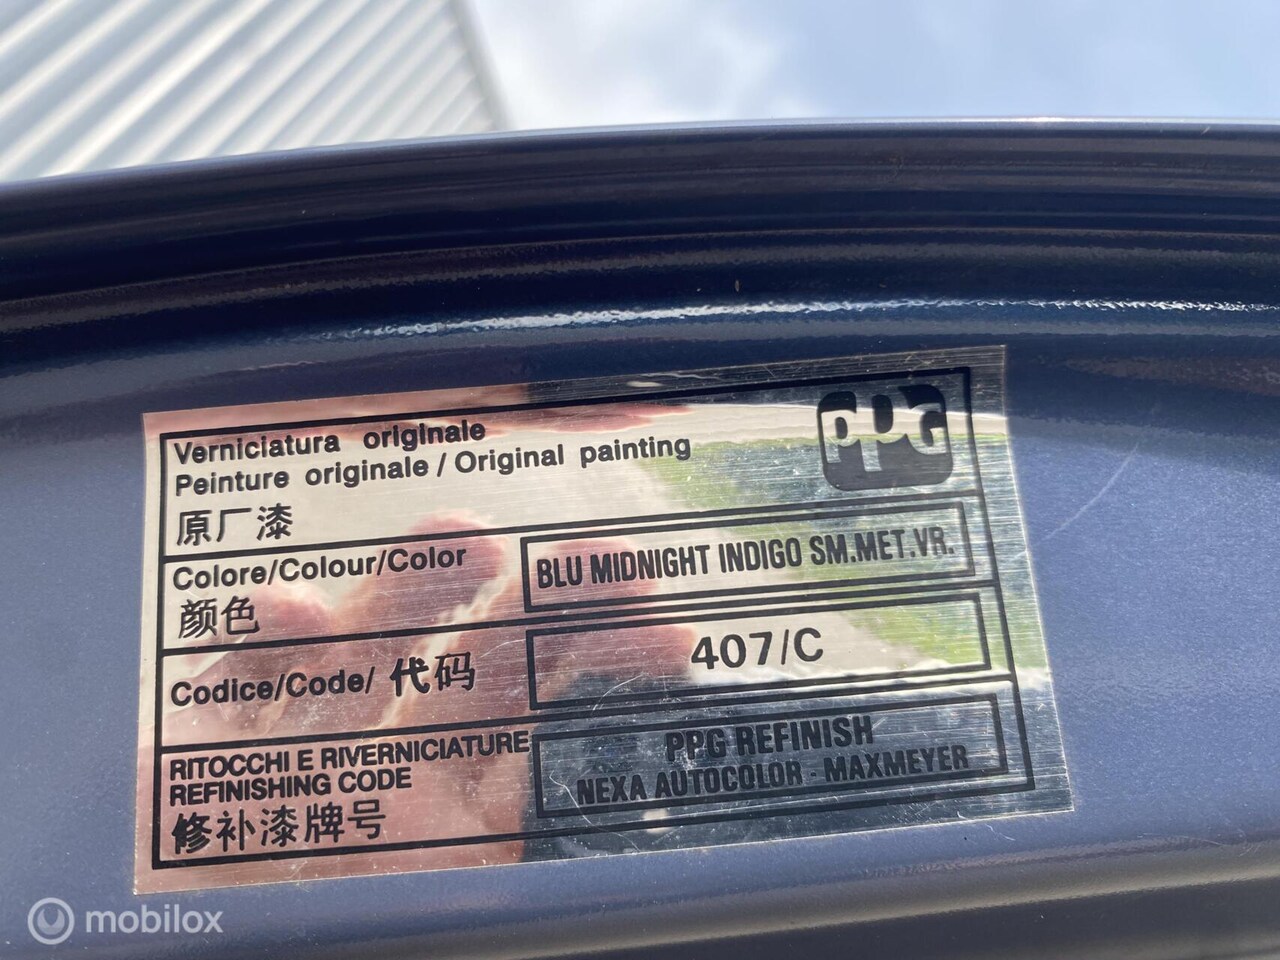 Verniciatura originale
Peinture originale / Original painting
原厂漆
PPG
Colore/Colour/Color
颜色
BLU MIDNIGHT INDIGO SM.MET.VR.
Codice/Code/ 代码
407/C
RITOCCHI E RIVERNICIATURE
REFINISHING CODE
修补漆牌号
PPG REFINISH
NEXA AUTOCOLOR - MAXMEYER
mobilox